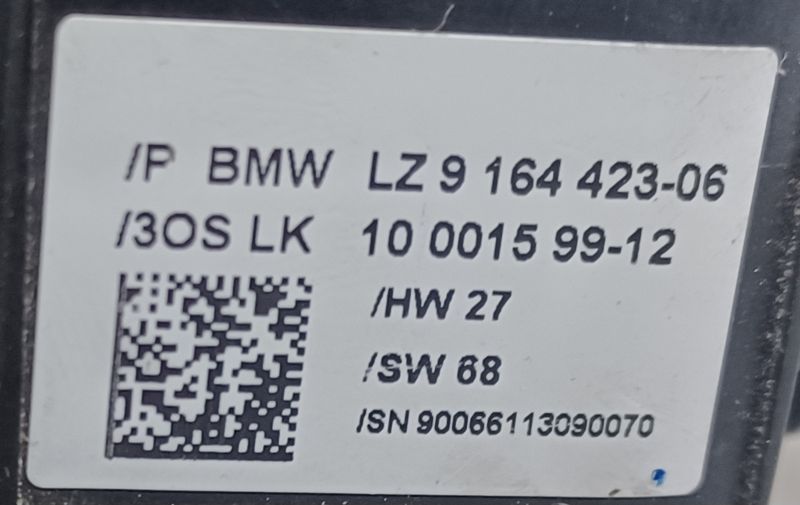 /P BMW LZ 9 164 423-06
/3OS LK 10 0015 99-12
/HW 27
/SW 68
/SN 90066113090070